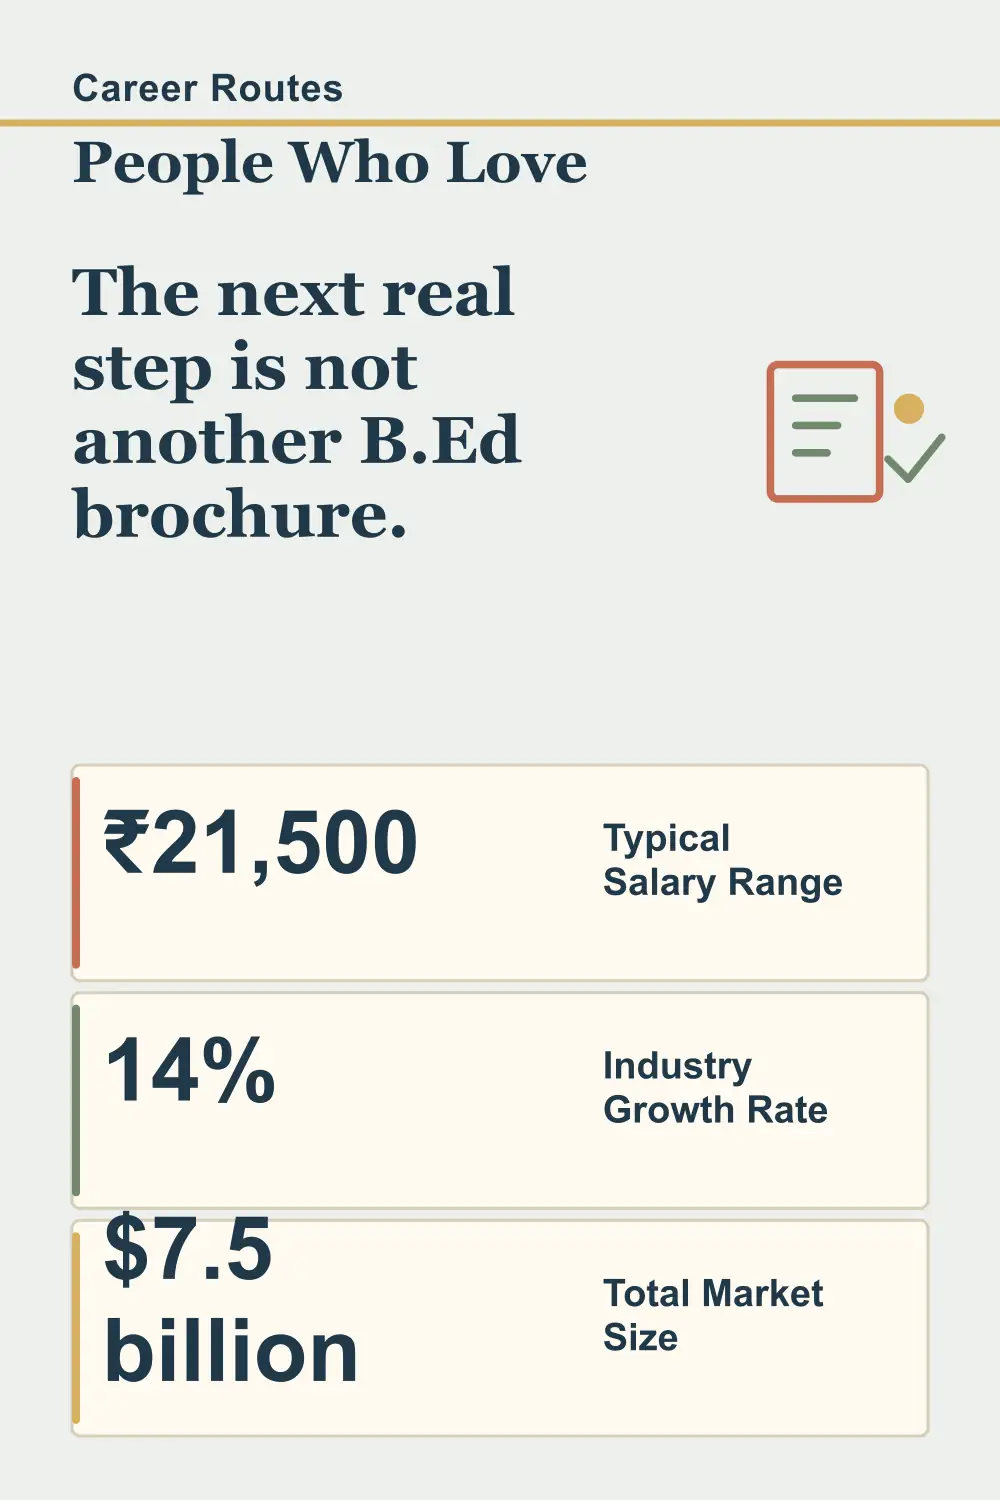 Career Routes
People Who Love
The next real
step is not
another B.Ed
brochure.
₹21,500
Typical
Salary Range
14%
Industry
Growth Rate
$7.5
billion
Total Market
Size